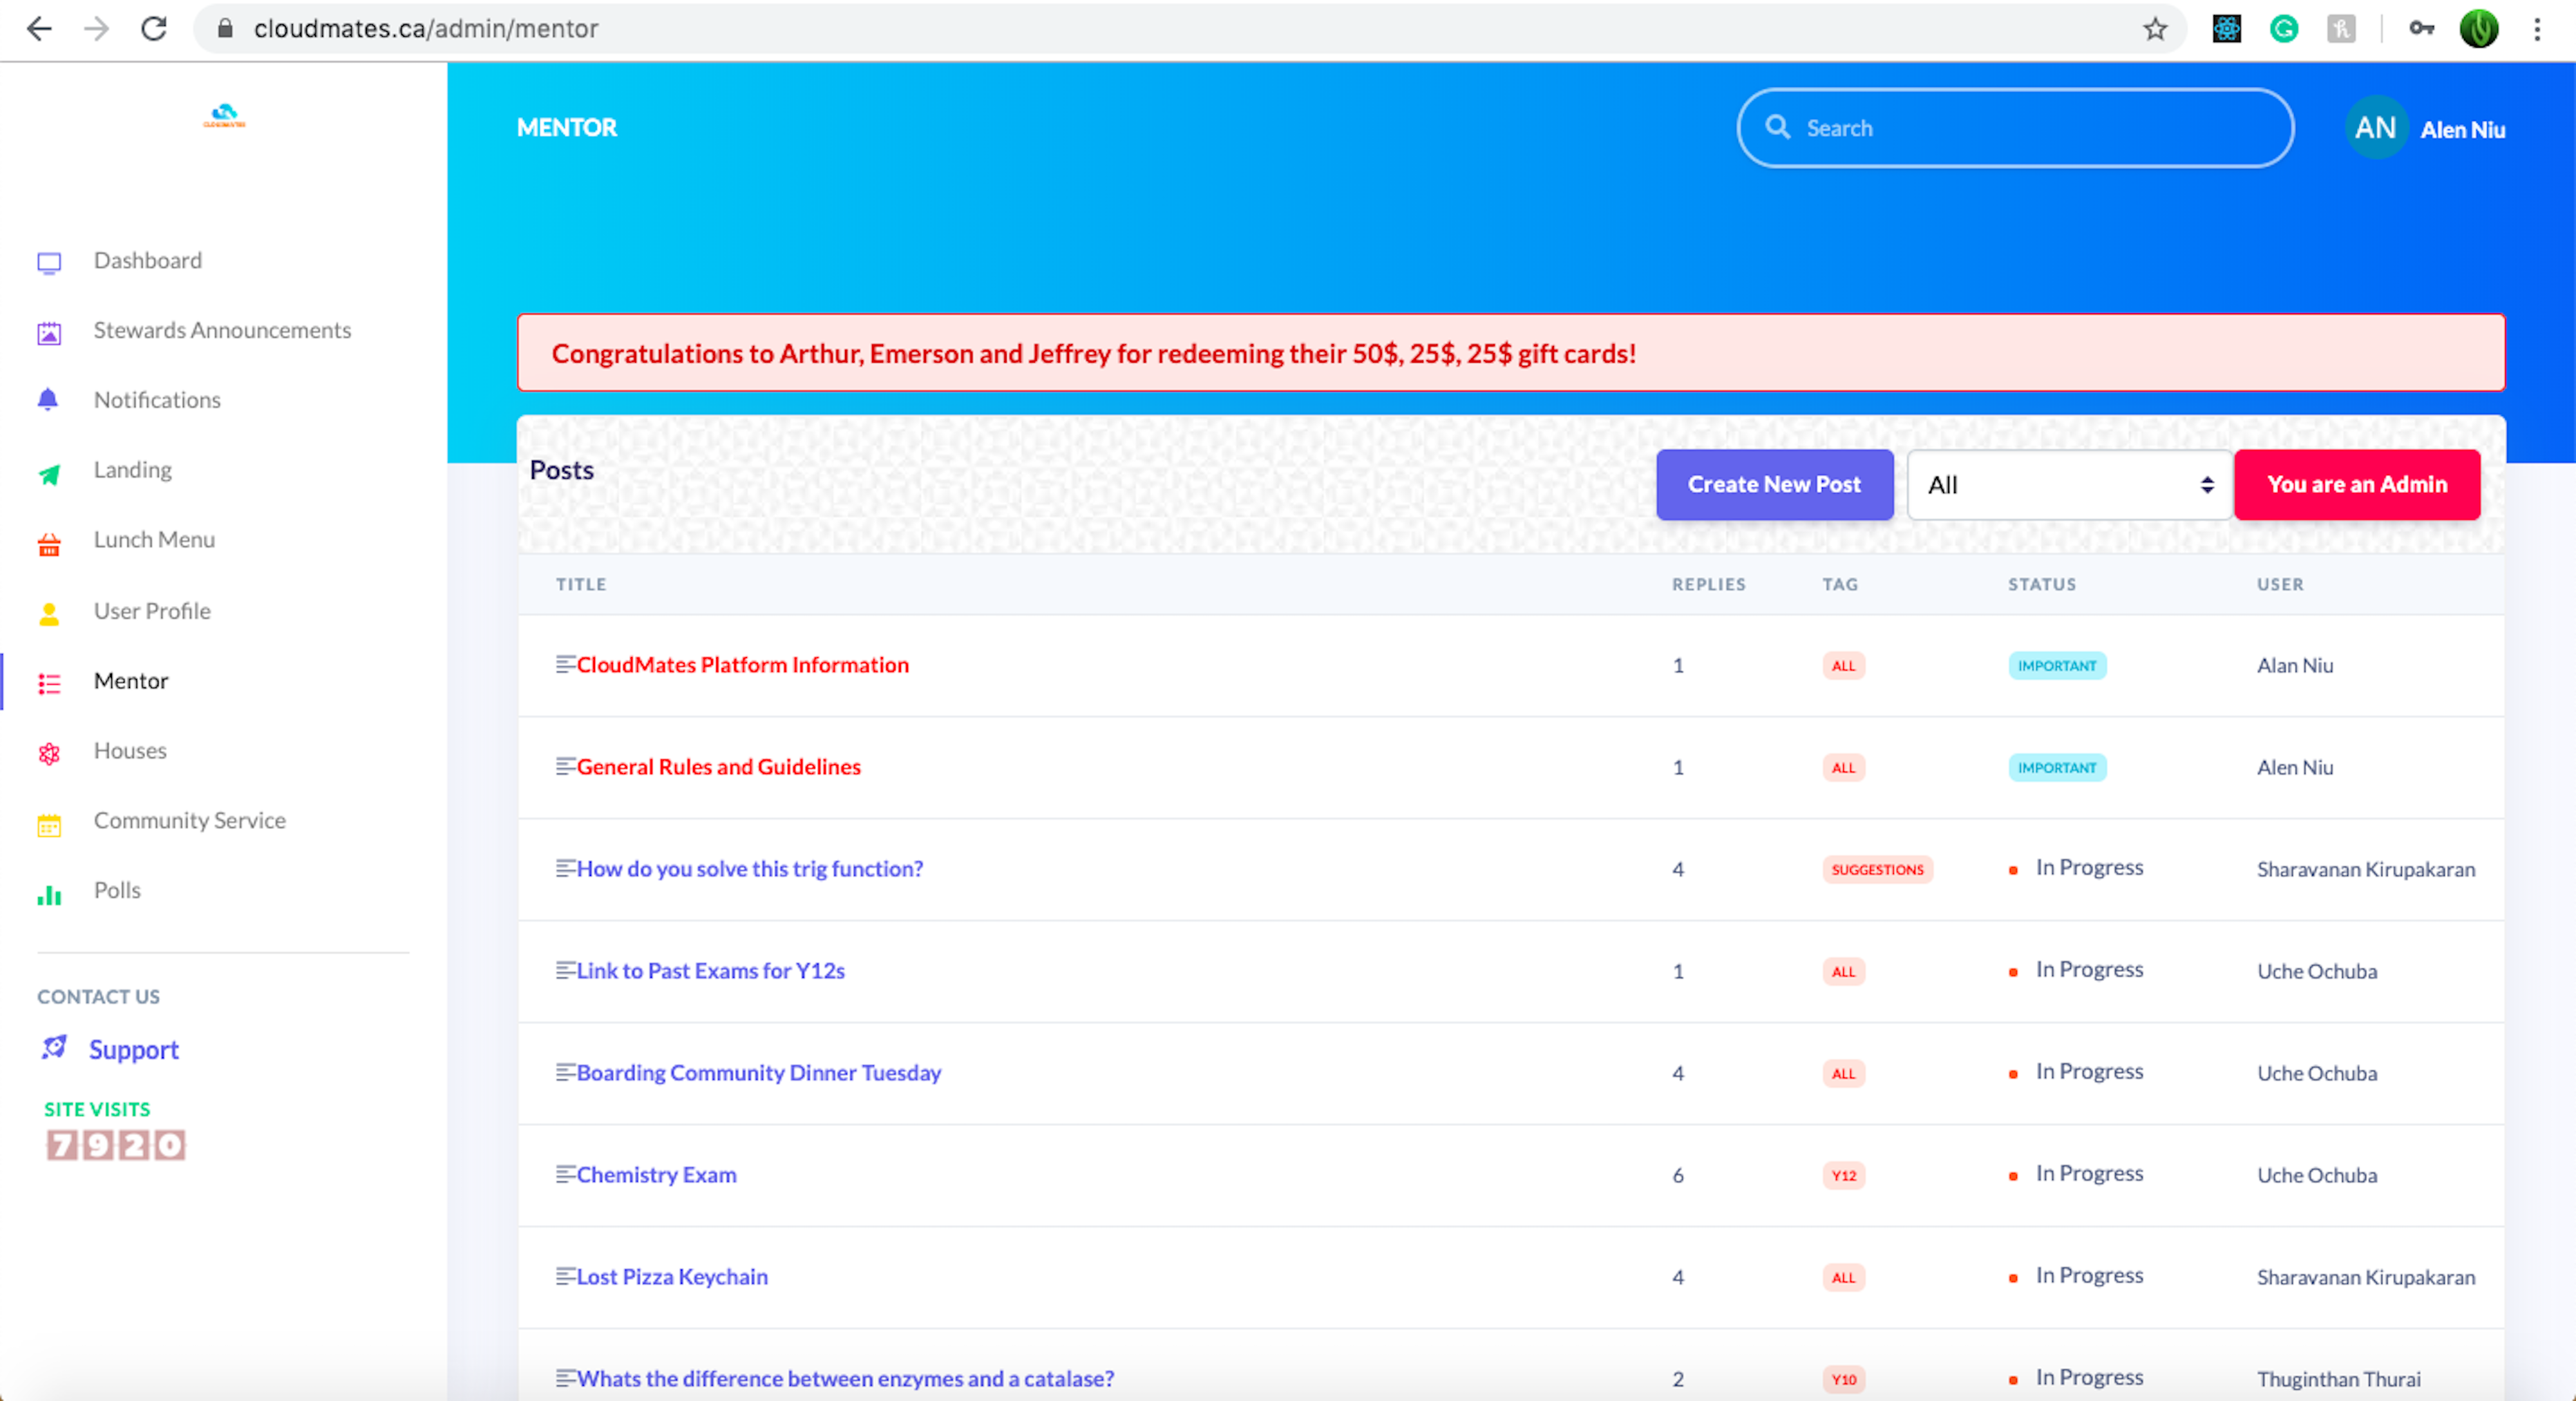 cloudmates.ca/admin/mentor
CLOUDMATES
MENTOR
Search
AN
Alen Niu
Dashboard
Stewards Announcements
Notifications
Landing
Lunch Menu
User Profile
Mentor
Houses
Community Service
Polls
CONTACT US
Support
SITE VISITS
7920
Congratulations to Arthur, Emerson and Jeffrey for redeeming their 50$, 25$, 25$ gift cards!
Posts
Create New Post
All
You are an Admin
TITLE REPLIES TAG STATUS USER
CloudMates Platform Information 1 ALL IMPORTANT Alan Niu
General Rules and Guidelines 1 ALL IMPORTANT Alen Niu
How do you solve this trig function? 4 SUGGESTIONS In Progress Sharavanan Kirupakaran
Link to Past Exams for Y12s 1 ALL In Progress Uche Ochuba
Boarding Community Dinner Tuesday 4 ALL In Progress Uche Ochuba
Chemistry Exam 6 Y12 In Progress Uche Ochuba
Lost Pizza Keychain 4 ALL In Progress Sharavanan Kirupakaran
Whats the difference between enzymes and a catalase? 2 Y10 In Progress Thuginthan Thurai